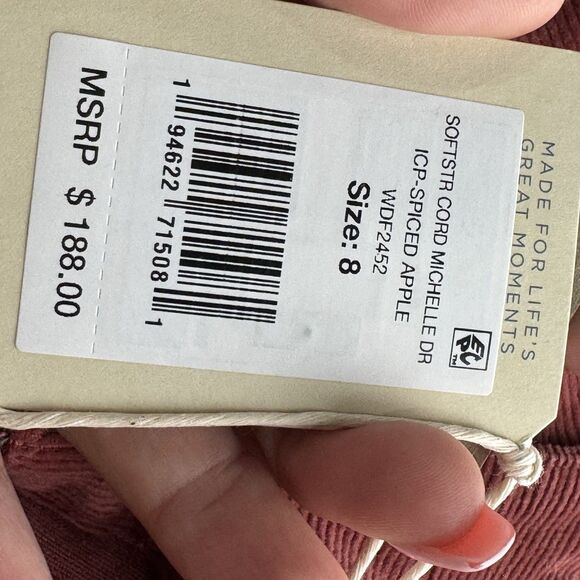 MADE FOR LIFE'S
GREAT MOMENTS
SOFTSTR CORD MICHELLE DR
ICP-SPICED APPLE
WDF2452
Size: 8
1 94622 71508 1
MSRP $ 188.00